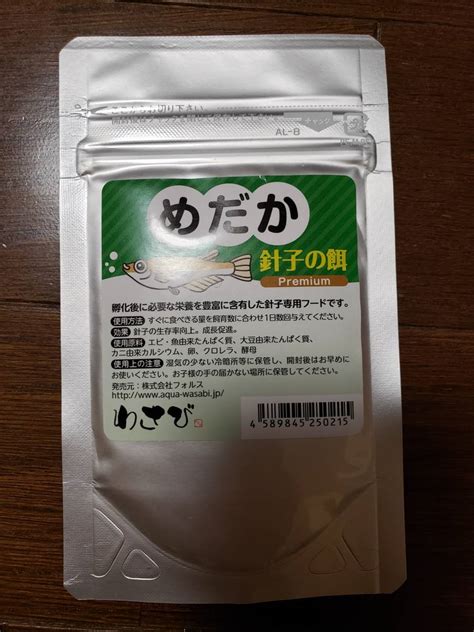 AL-B
めだか
針子の餌
Premium
孵化後に必要な栄養を豊富に含有した針子専用フードです。
使用方法 すぐに食べきる量を飼育数に合わせ1日数回与えてください。
効果 針子の生存率向上。成長促進。
使用原料 エビ・魚由来たんぱく質、大豆由来たんぱく質、
カニ由来カルシウム、卵、クロレラ、酵母
使用上の注意 湿気の少ない冷暗所等に保管し、開封後はお早めに
お使いください。お子様の手の届かない場所に保管してください。
発売元：株式会社フォルス
http://www.aqua-wasabi.jp/
わさび
4 589845 250215